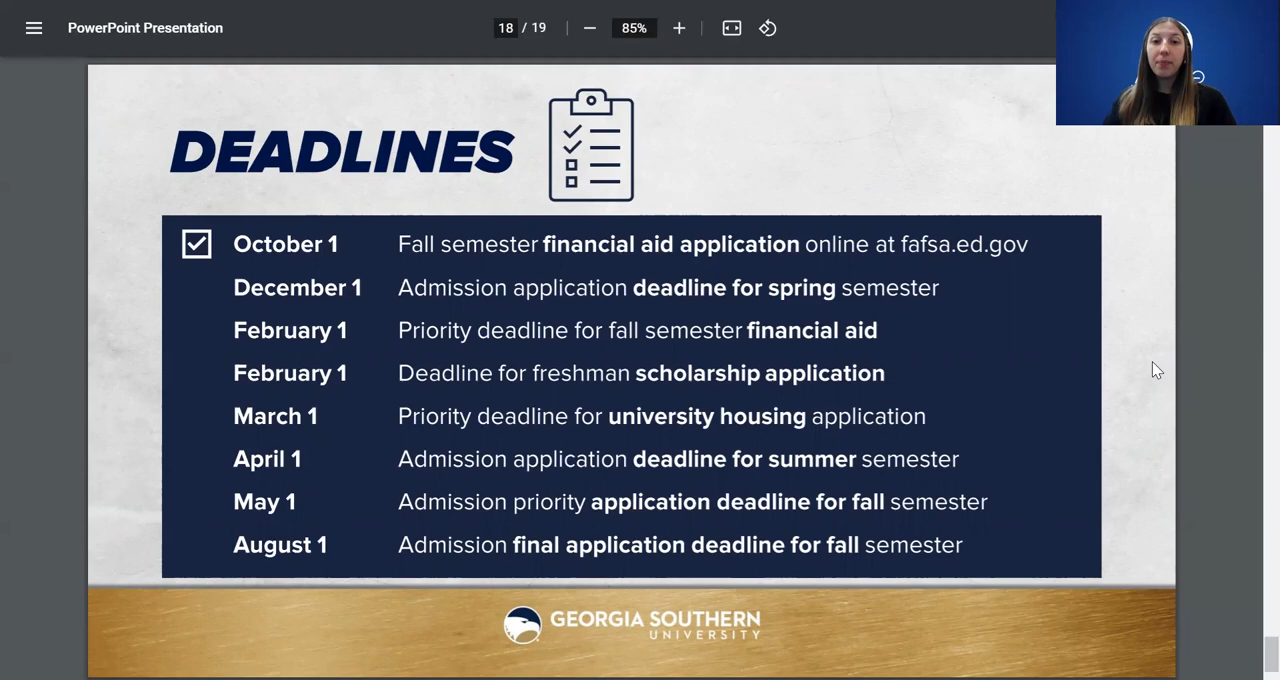 PowerPoint Presentation
18 / 19
85%
DEADLINES
October 1 Fall semester financial aid application online at fafsa.ed.gov
December 1 Admission application deadline for spring semester
February 1 Priority deadline for fall semester financial aid
February 1 Deadline for freshman scholarship application
March 1 Priority deadline for university housing application
April 1 Admission application deadline for summer semester
May 1 Admission priority application deadline for fall semester
August 1 Admission final application deadline for fall semester
GEORGIA SOUTHERN
UNIVERSITY